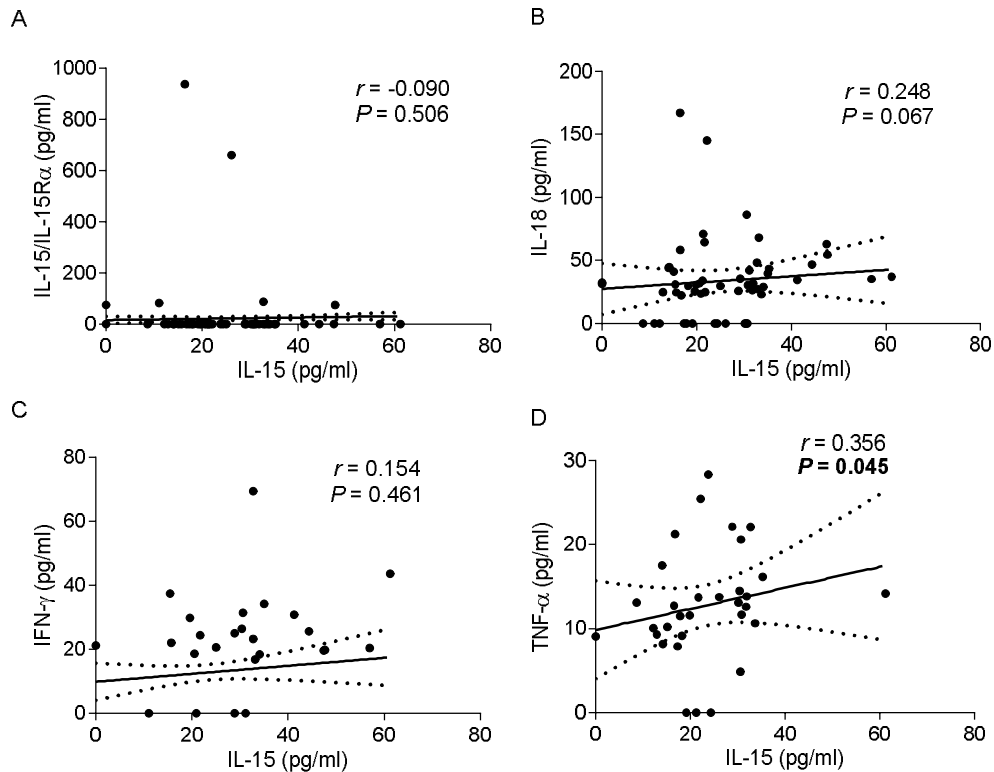 A
1000
800
600
400
200
0
0 20 40 60 80
IL-15/IL-15Rα (pg/ml)
IL-15 (pg/ml)
r = -0.090
P = 0.506
B
200
150
100
50
0
0 20 40 60 80
IL-18 (pg/ml)
IL-15 (pg/ml)
r = 0.248
P = 0.067
C
80
60
40
20
0
0 20 40 60 80
IFN-γ (pg/ml)
IL-15 (pg/ml)
r = 0.154
P = 0.461
D
30
20
10
0
0 20 40 60 80
TNF-α (pg/ml)
IL-15 (pg/ml)
r = 0.356
P = 0.045